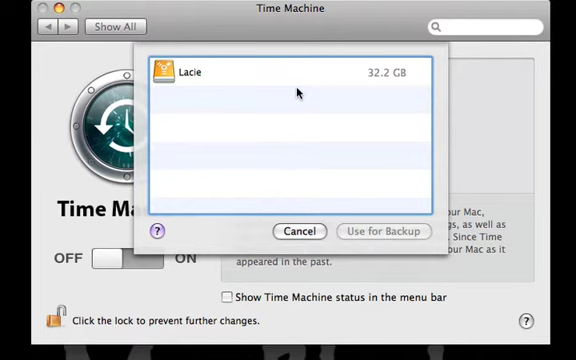 Time Machine
Show All
Lacie 32.2 GB
Time Ma
our Mac,
gs, as well as
. Since Time
our Mac as it
appeared in the past.
Cancel
Use for Backup
OFF ON
Show Time Machine status in the menu bar
Click the lock to prevent further changes.